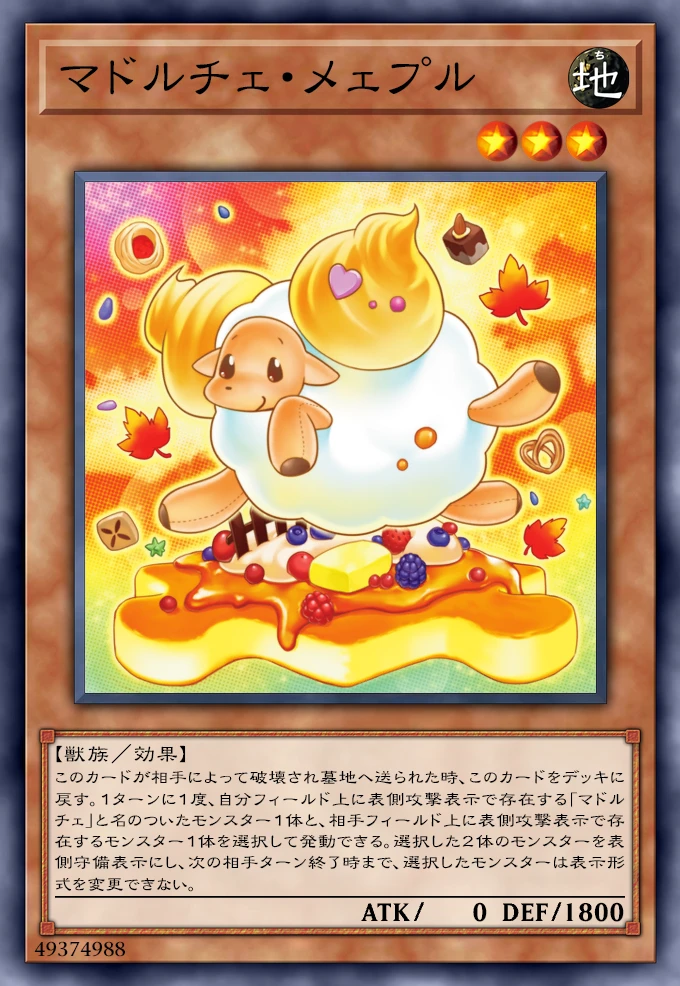 マドルチェ・メェプル
ち
地
【獣族／効果】
このカードが相手によって破壊され墓地へ送られた時、このカードをデッキに
戻す。1ターンに1度、自分フィールド上に表側攻撃表示で存在する「マドル
チェ」と名のついたモンスター1体と、相手フィールド上に表側攻撃表示で存
在するモンスター1体を選択して発動できる。選択した2体のモンスターを表
側守備表示にし、次の相手ターン終了時まで、選択したモンスターは表示形
式を変更できない。
ATK/ 0 DEF/1800
49374988